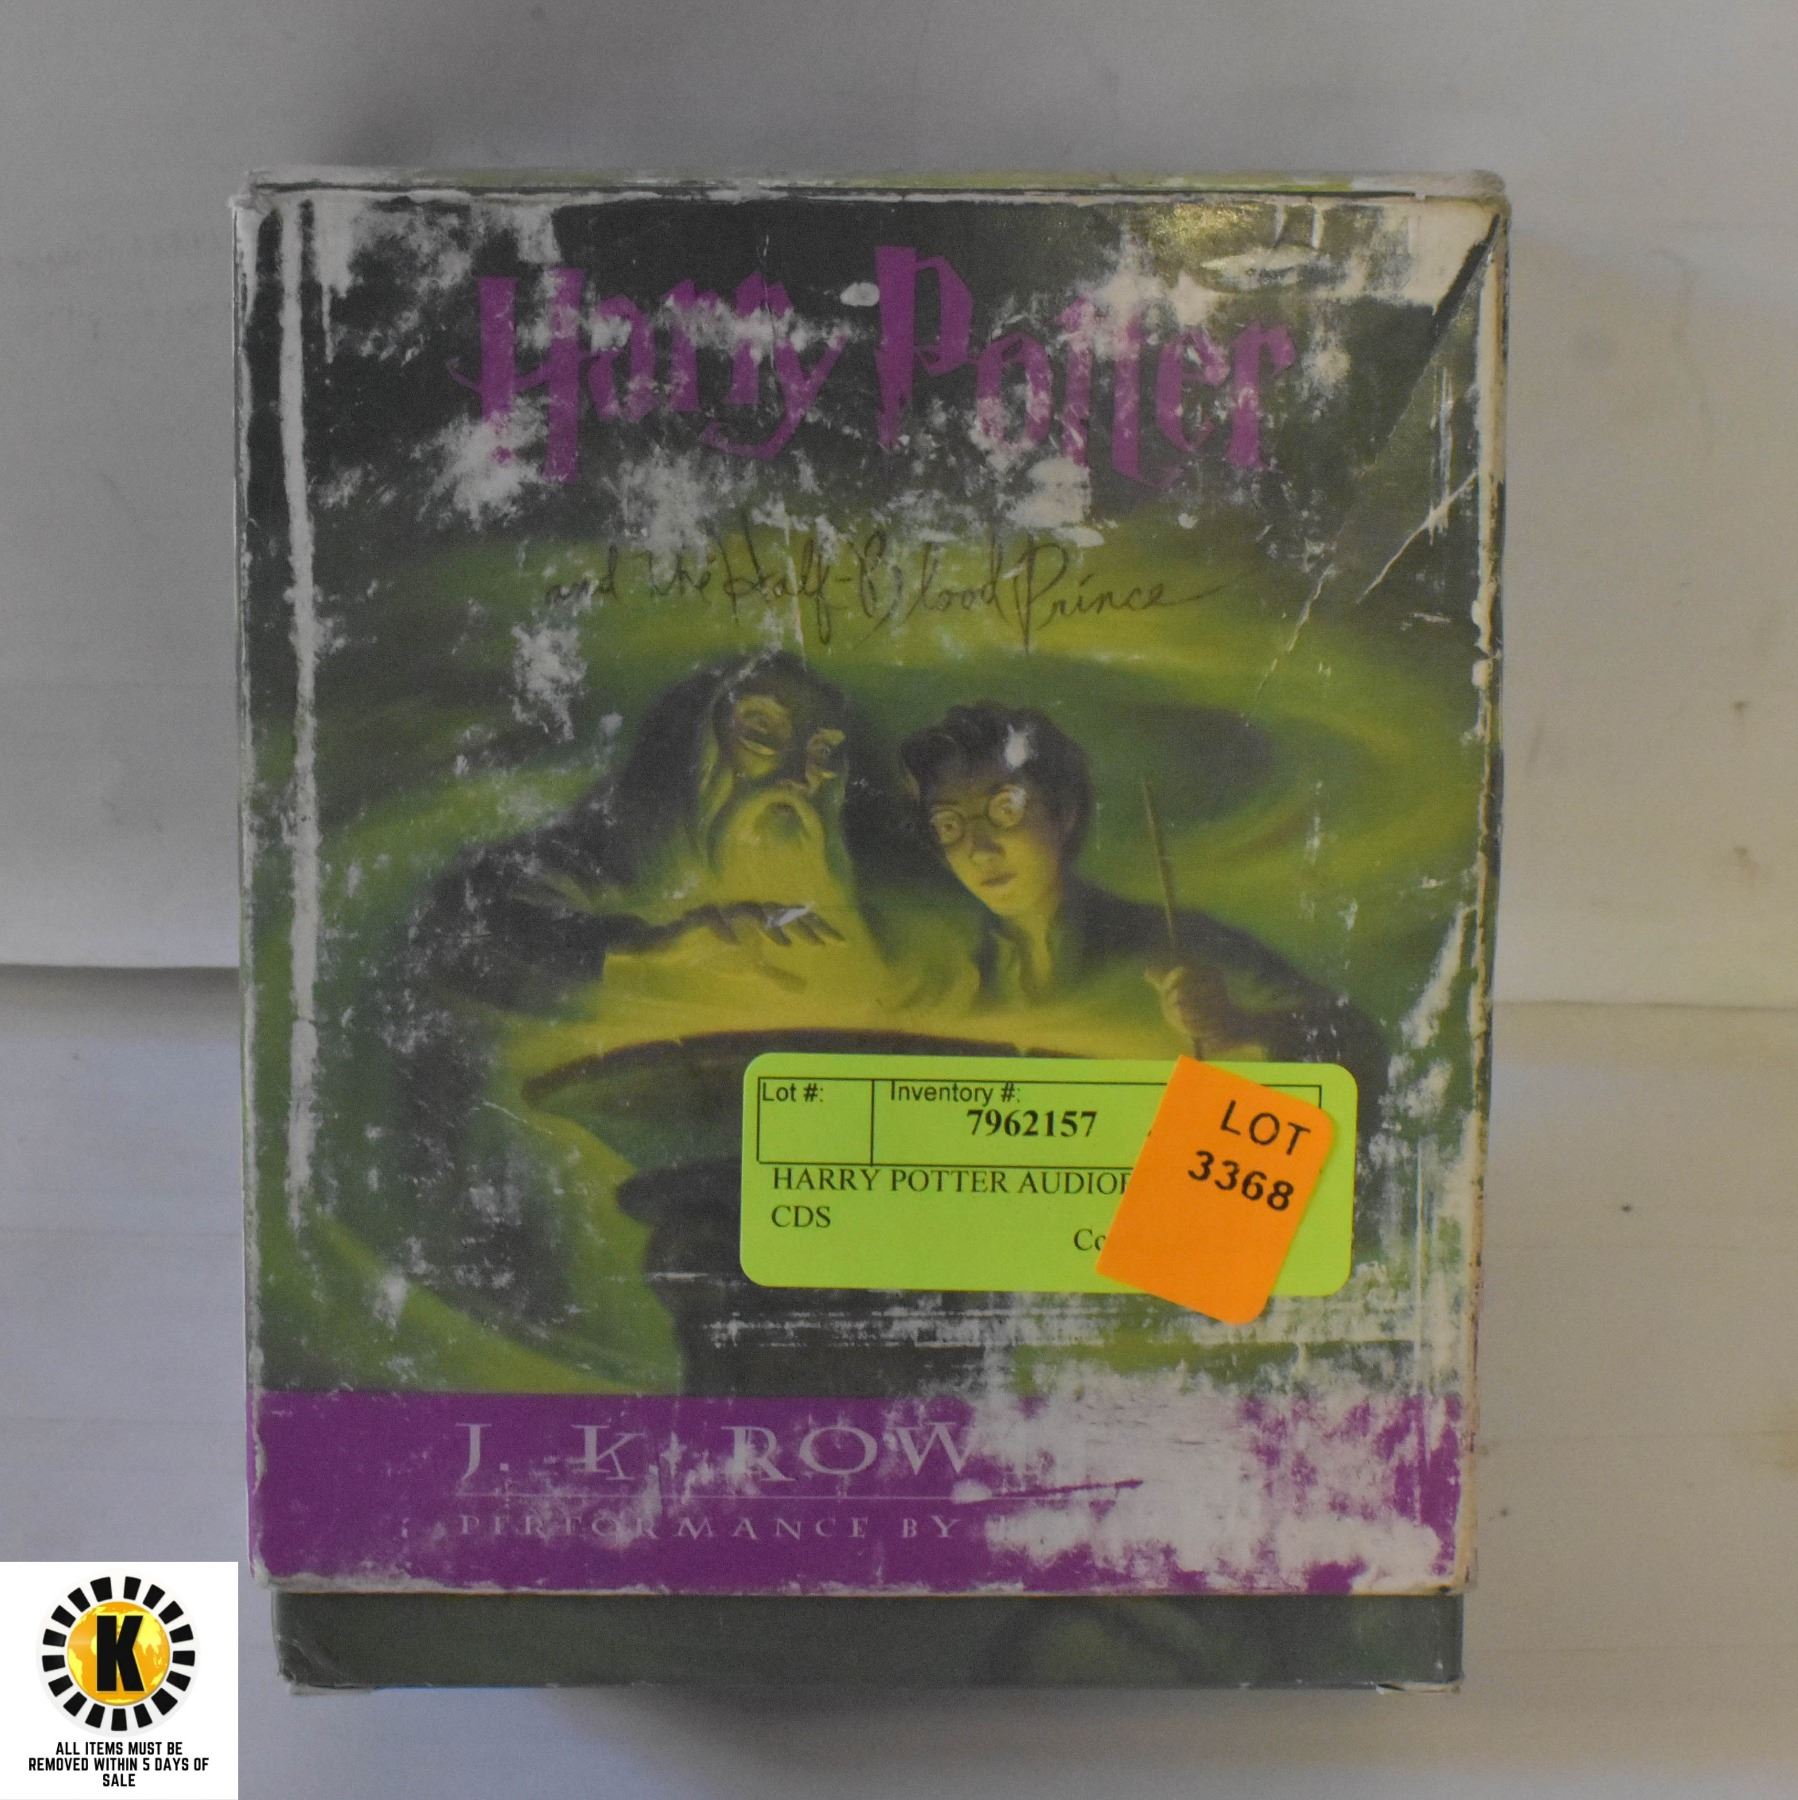 Harry Potter
and the Half-Blood Prince
Lot #:
Inventory #:
7962157
HARRY POTTER
CDS
LOT
3368
J. K. ROW
PERFORMANCE BY
K
ALL ITEMS MUST BE
REMOVED WITHIN 5 DAYS OF
SALE